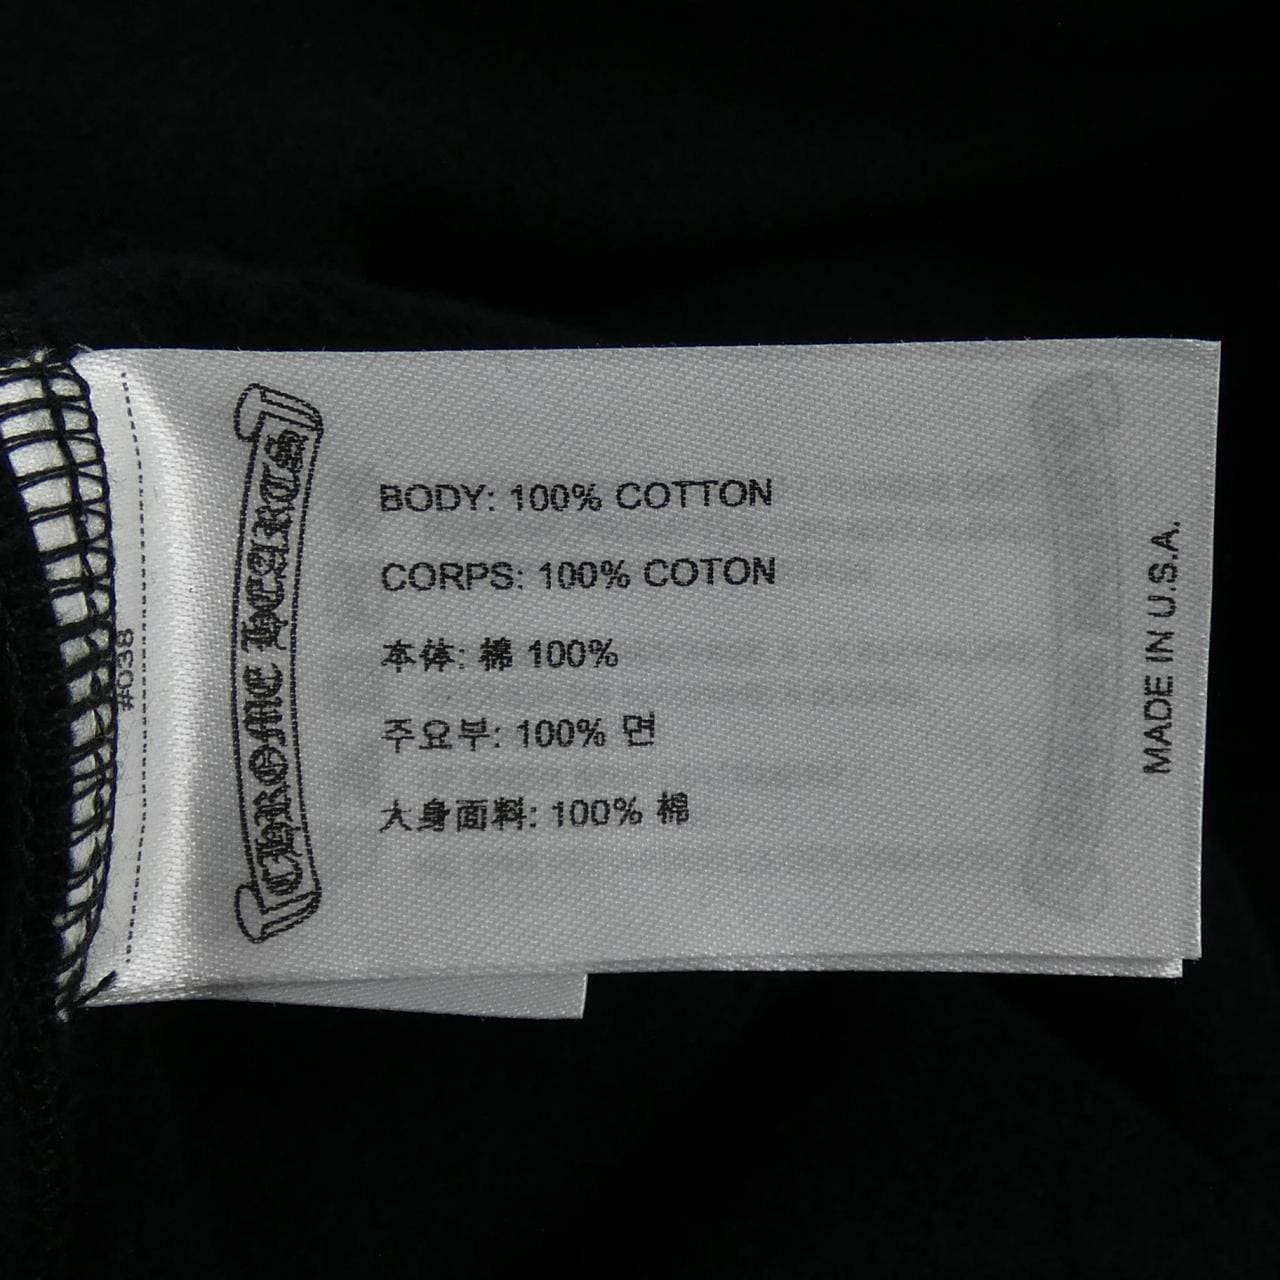 #038
CHROME HEARTS
BODY: 100% COTTON
CORPS: 100% COTON
本体: 棉 100%
주요부: 100% 면
大身面料: 100% 棉
MADE IN U.S.A.